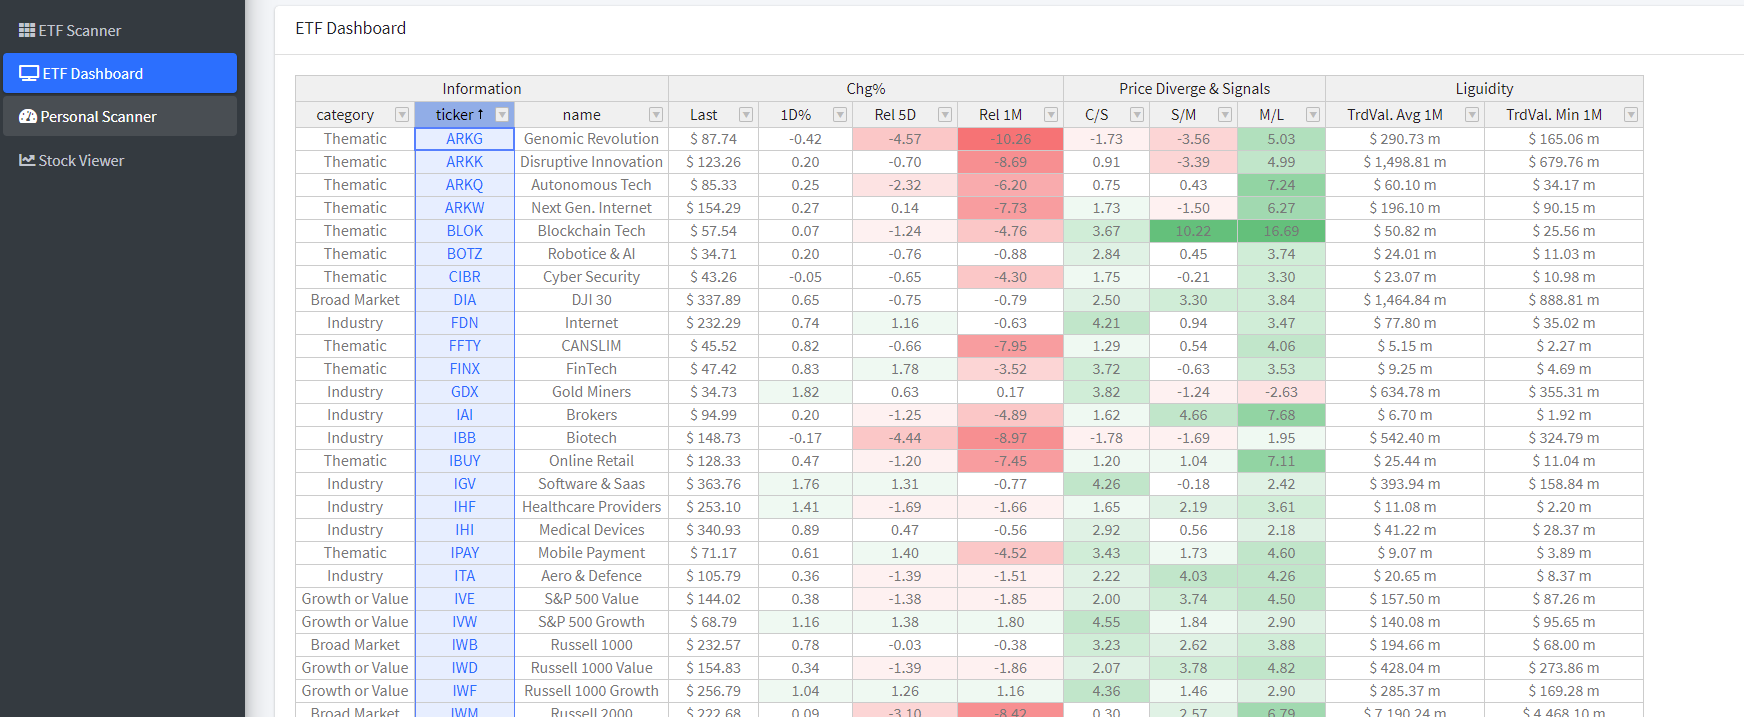 ETF Scanner
ETF Dashboard
Personal Scanner
Stock Viewer
ETF Dashboard
Information Chg% Price Diverge & Signals Liguidity
category ticker↑ name Last 1D% Rel 5D Rel 1M C/S S/M M/L TrdVal. Avg 1M TrdVal. Min 1M
Thematic ARKG Genomic Revolution $ 87.74 -0.42 -4.57 -10.26 -1.73 -3.56 5.03 $ 290.73 m $ 165.06 m
Thematic ARKK Disruptive Innovation $ 123.26 0.20 -0.70 -8.69 0.91 -3.39 4.99 $ 1,498.81 m $ 679.76 m
Thematic ARKQ Autonomous Tech $ 85.33 0.25 -2.32 -6.20 0.75 0.43 7.24 $ 60.10 m $ 34.17 m
Thematic ARKW Next Gen. Internet $ 154.29 0.27 0.14 -7.73 1.73 -1.50 6.27 $ 196.10 m $ 90.15 m
Thematic BLOK Blockchain Tech $ 57.54 0.07 -1.24 -4.76 3.67 10.22 16.69 $ 50.82 m $ 25.56 m
Thematic BOTZ Robotice & AI $ 34.71 0.20 -0.76 -0.88 2.84 0.45 3.74 $ 24.01 m $ 11.03 m
Thematic CIBR Cyber Security $ 43.26 -0.05 -0.65 -4.30 1.75 -0.21 3.30 $ 23.07 m $ 10.98 m
Broad Market DIA DJI 30 $ 337.89 0.65 -0.75 -0.79 2.50 3.30 3.84 $ 1,464.84 m $ 888.81 m
Industry FDN Internet $ 232.29 0.74 1.16 -0.63 4.21 0.94 3.47 $ 77.80 m $ 35.02 m
Thematic FFTY CANSLIM $ 45.52 0.82 -0.66 -7.95 1.29 0.54 4.06 $ 5.15 m $ 2.27 m
Thematic FINX FinTech $ 47.42 0.83 1.78 -3.52 3.72 -0.63 3.53 $ 9.25 m $ 4.69 m
Industry GDX Gold Miners $ 34.73 1.82 0.63 0.17 3.82 -1.24 -2.63 $ 634.78 m $ 355.31 m
Industry IAI Brokers $ 94.99 0.20 -1.25 -4.89 1.62 4.66 7.68 $ 6.70 m $ 1.92 m
Industry IBB Biotech $ 148.73 -0.17 -4.44 -8.97 -1.78 -1.69 1.95 $ 542.40 m $ 324.79 m
Thematic IBUY Online Retail $ 128.33 0.47 -1.20 -7.45 1.20 1.04 7.11 $ 25.44 m $ 11.04 m
Industry IGV Software & Saas $ 363.76 1.76 1.31 -0.77 4.26 -0.18 2.42 $ 393.94 m $ 158.84 m
Industry IHF Healthcare Providers $ 253.10 1.41 -1.69 -1.66 1.65 2.19 3.61 $ 11.08 m $ 2.20 m
Industry IHI Medical Devices $ 340.93 0.89 0.47 -0.56 2.92 0.56 2.18 $ 41.22 m $ 28.37 m
Thematic IPAY Mobile Payment $ 71.17 0.61 1.40 -4.52 3.43 1.73 4.60 $ 9.07 m $ 3.89 m
Industry ITA Aero & Defence $ 105.79 0.36 -1.39 -1.51 2.22 4.03 4.26 $ 20.65 m $ 8.37 m
Growth or Value IVE S&P 500 Value $ 144.02 0.38 -1.38 -1.85 2.00 3.74 4.50 $ 157.50 m $ 87.26 m
Growth or Value IVW S&P 500 Growth $ 68.79 1.16 1.38 1.80 4.55 1.84 2.90 $ 140.08 m $ 95.65 m
Broad Market IWB Russell 1000 $ 232.57 0.78 -0.03 -0.38 3.23 2.62 3.88 $ 194.66 m $ 68.00 m
Growth or Value IWD Russell 1000 Value $ 154.83 0.34 -1.39 -1.86 2.07 3.78 4.82 $ 428.04 m $ 273.86 m
Growth or Value IWF Russell 1000 Growth $ 256.79 1.04 1.26 1.16 4.36 1.46 2.90 $ 285.37 m $ 169.28 m
Broad Market IWM Russell 2000 $ 222.68 0.09 -3.10 -8.42 0.30 2.57 6.79 $ 7,190.24 m $ 4,468.10 m